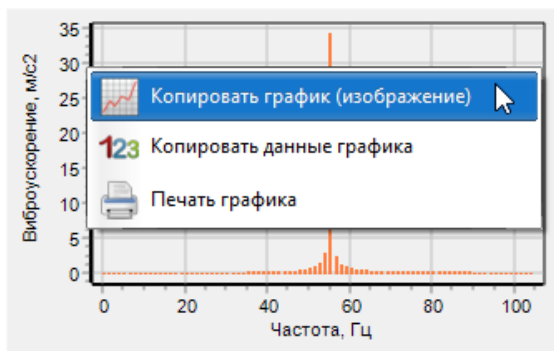 Виброускорение, м/с2
35
30
25
20
15
10
5
0
Копировать график (изображение)
123 Копировать данные графика
Печать графика
0 20 40 60 80 100
Частота, Гц